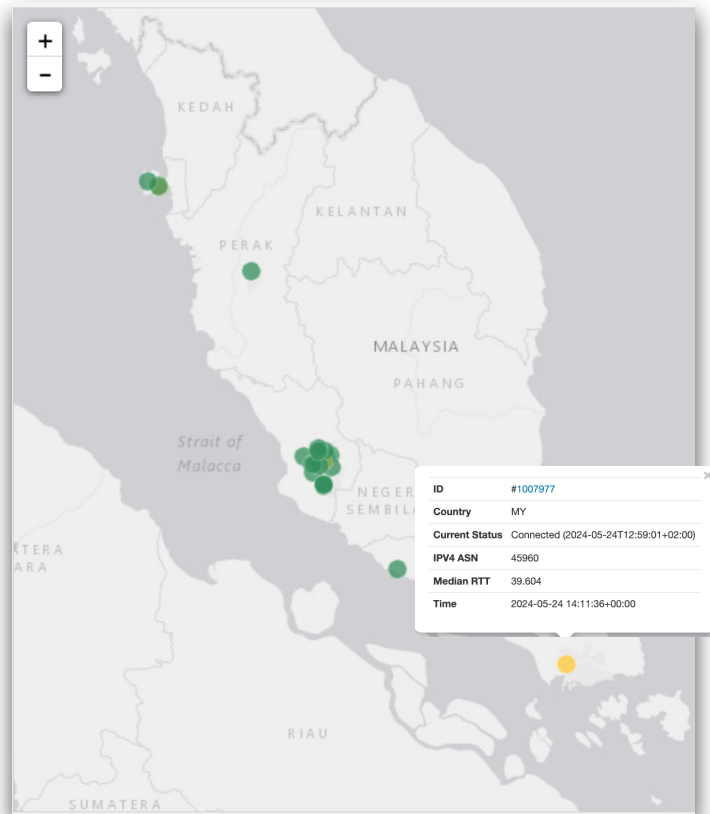 +
−
KEDAH
KELANTAN
PERAK
MALAYSIA
PAHANG
Strait of
Malacca
NEGER
SEMBILA
ID #1007977
Country MY
Current Status Connected (2024-05-24T12:59:01+02:00)
IPV4 ASN 45960
Median RTT 39.604
Time 2024-05-24 14:11:36+00:00
×
ATERA
ARA
RIAU
SUMATERA